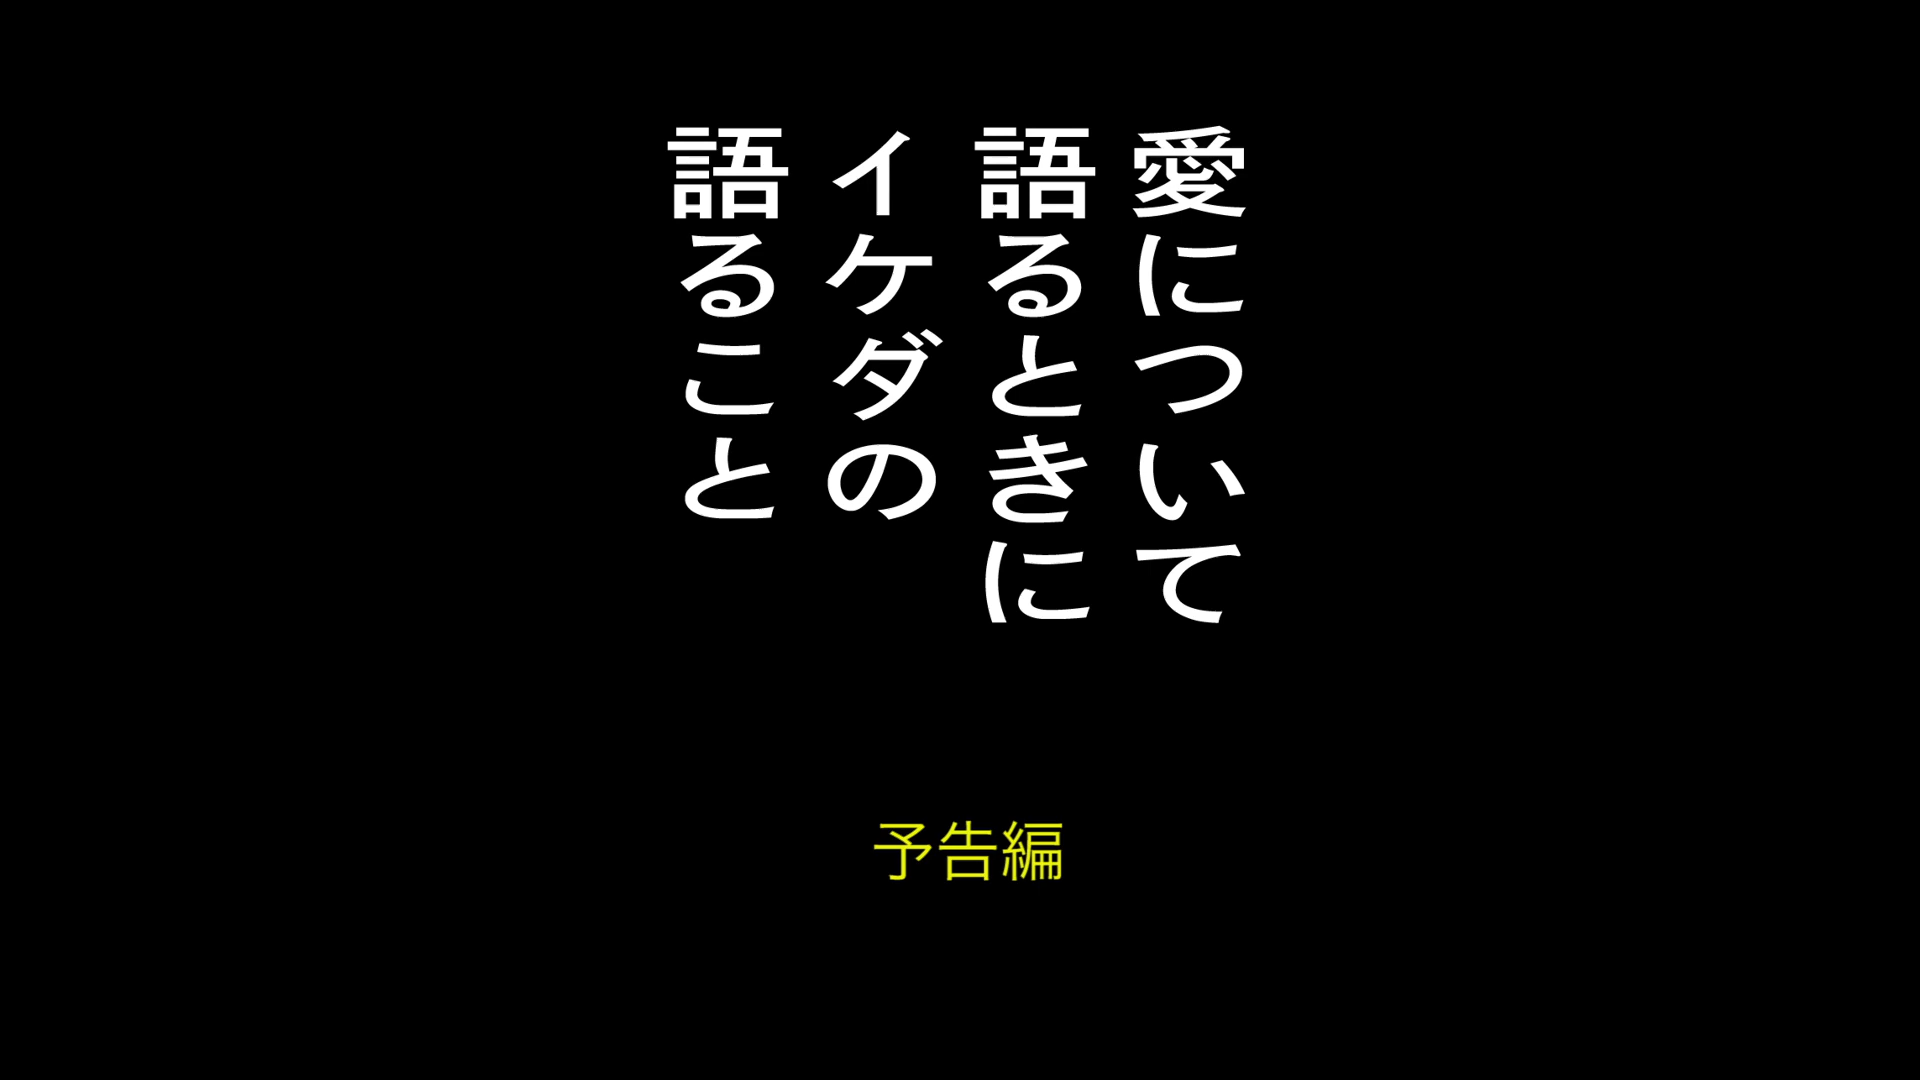 愛について
語るときに
イケダの
語ること
予告編